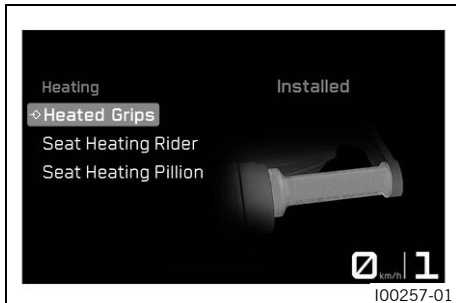 Heating
Installed
Heated Grips
Seat Heating Rider
Seat Heating Pillion
0 km/h 1
I00257-01